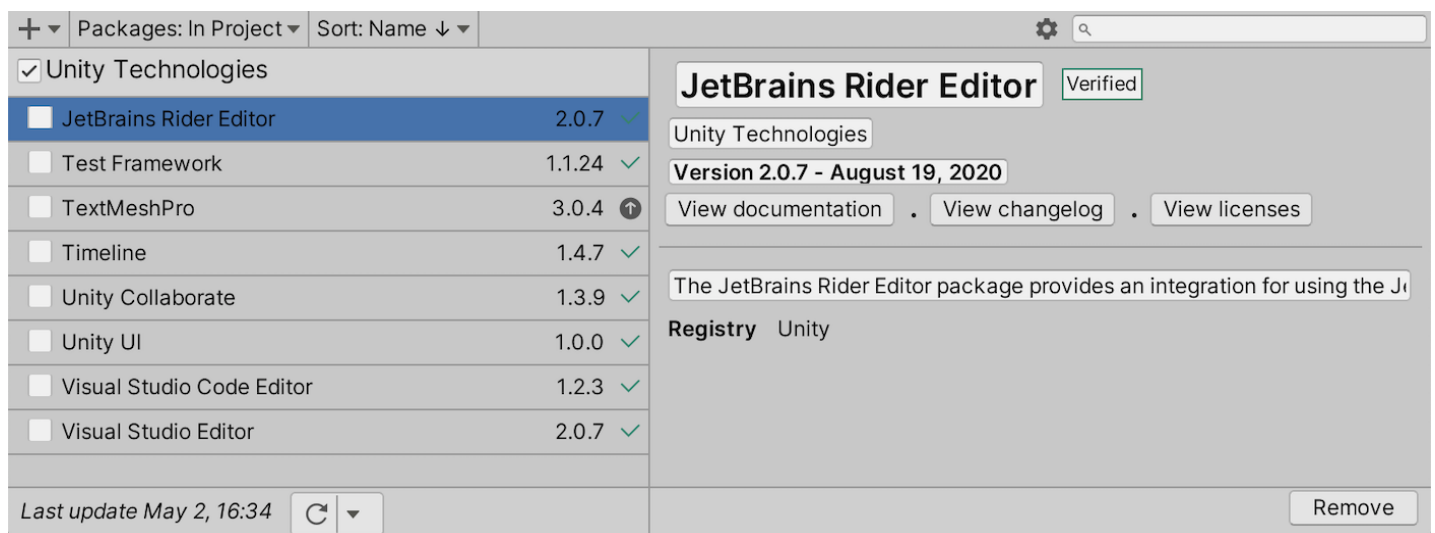 Packages: In Project Sort: Name ↓
Unity Technologies
JetBrains Rider Editor 2.0.7
Test Framework 1.1.24
TextMeshPro 3.0.4
Timeline 1.4.7
Unity Collaborate 1.3.9
Unity UI 1.0.0
Visual Studio Code Editor 1.2.3
Visual Studio Editor 2.0.7
Last update May 2, 16:34
JetBrains Rider Editor Verified
Unity Technologies
Version 2.0.7 - August 19, 2020
View documentation . View changelog . View licenses
The JetBrains Rider Editor package provides an integration for using the
Registry Unity
Remove